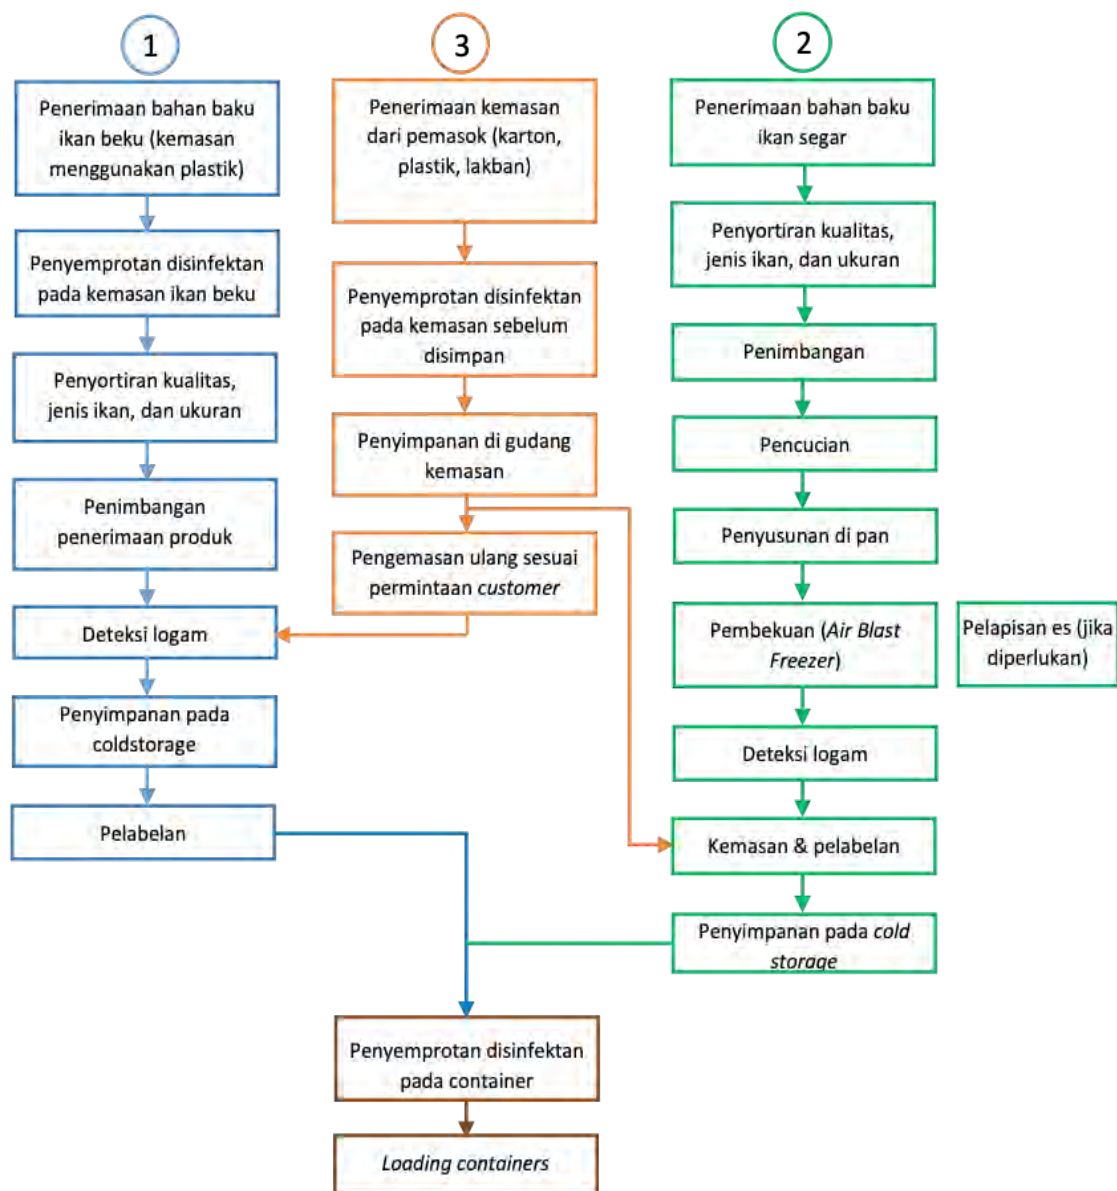 1
Penerimaan bahan baku
ikan beku (kemasan
menggunakan plastik)
Penyemprotan disinfektan
pada kemasan ikan beku
Penyortiran kualitas,
jenis ikan, dan ukuran
Penimbangan
penerimaan produk
Deteksi logam
Penyimpanan pada
coldstorage
Pelabelan
3
Penerimaan kemasan
dari pemasok (karton,
plastik, lakban)
Penyemprotan disinfektan
pada kemasan sebelum
disimpan
Penyimpanan di gudang
kemasan
Pengemasan ulang sesuai
permintaan customer
2
Penerimaan bahan baku
ikan segar
Penyortiran kualitas,
jenis ikan, dan ukuran
Penimbangan
Pencucian
Penyusunan di pan
Pembekuan (Air Blast
Freezer)
Pelapisan es (jika
diperlukan)
Deteksi logam
Kemasan & pelabelan
Penyimpanan pada cold
storage
Penyemprotan disinfektan
pada container
Loading containers